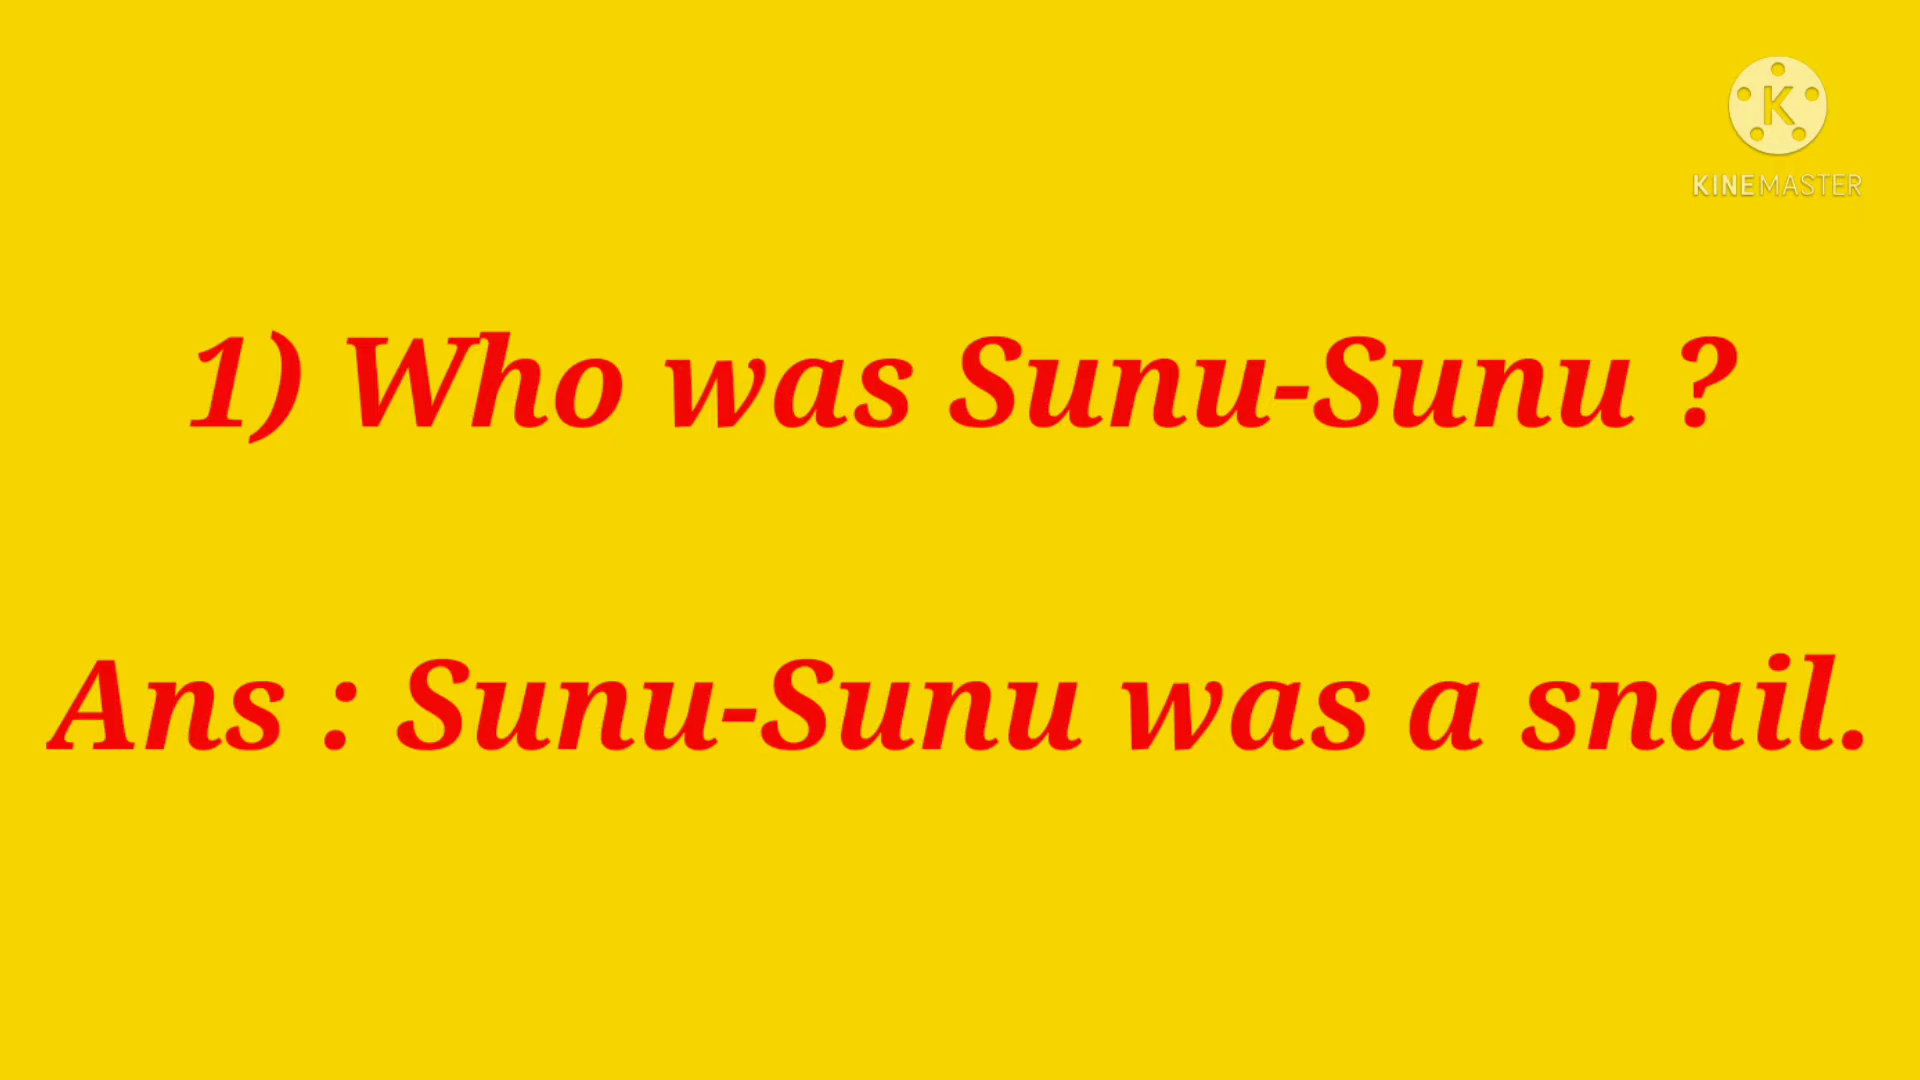 K
KINEMASTER
1) Who was Sunu-Sunu ?
Ans : Sunu-Sunu was a snail.